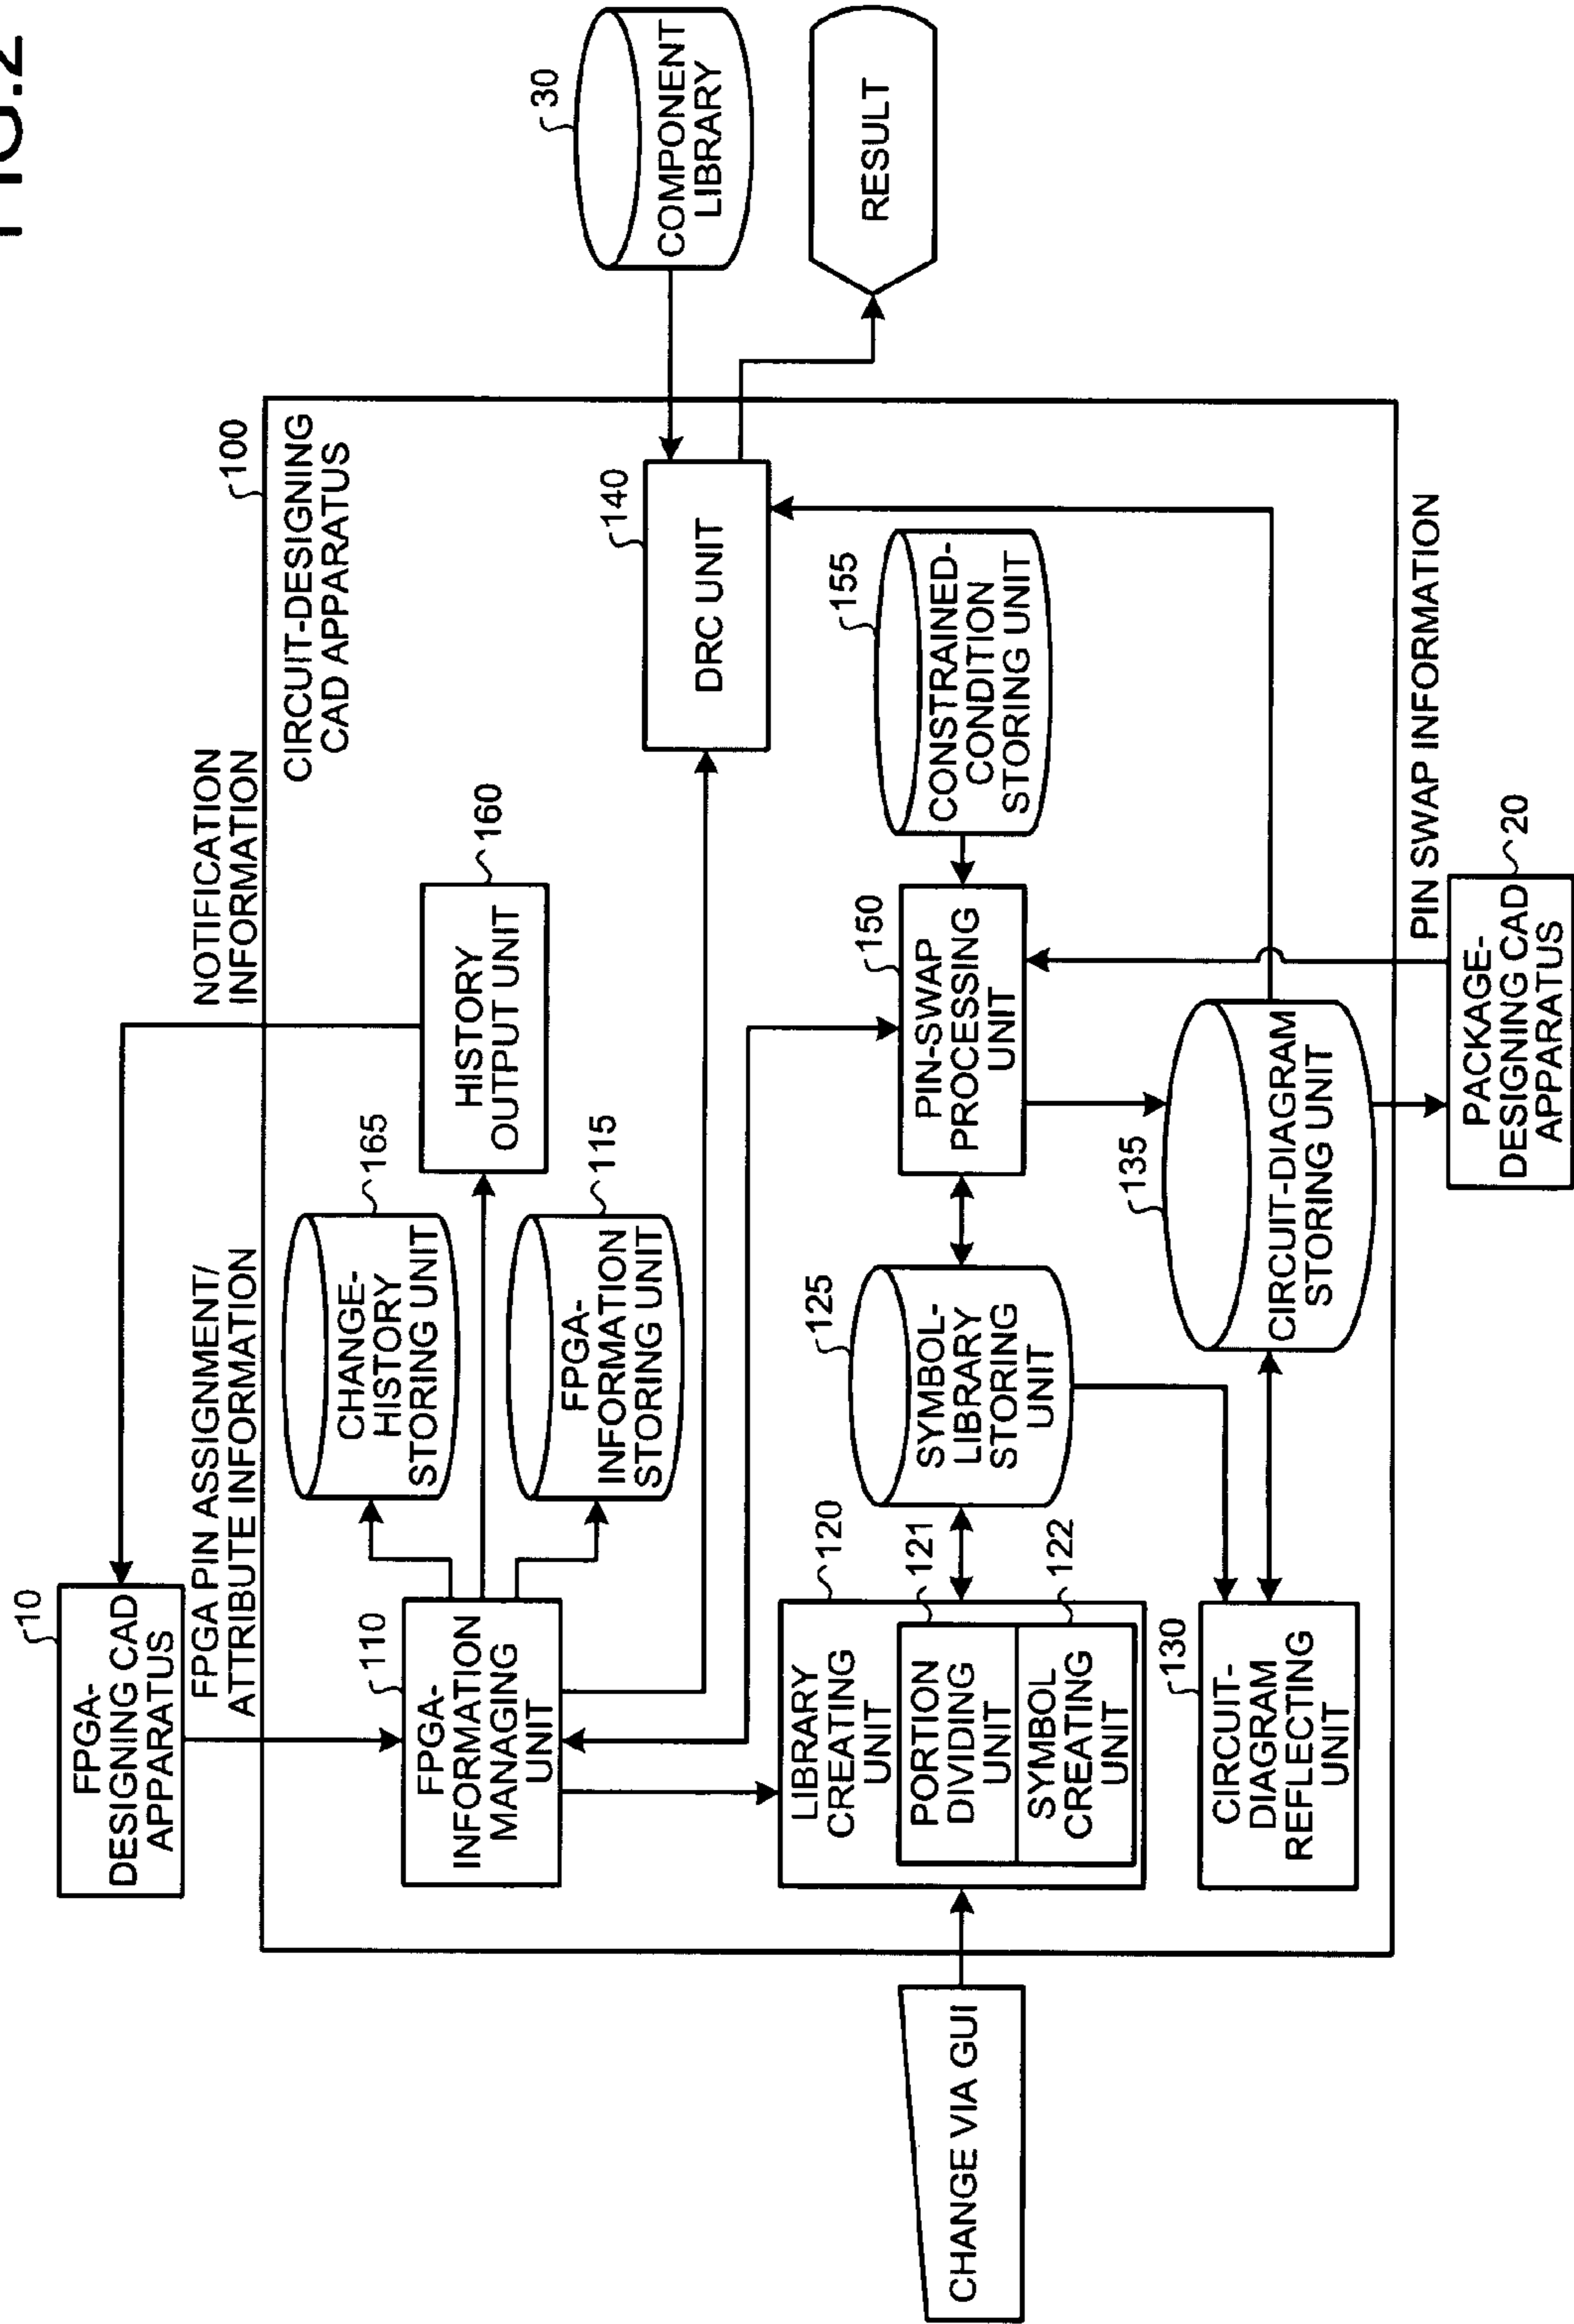 FIG.2
10
FPGA-
DESIGNING CAD
APPARATUS
FPGA PIN ASSIGNMENT/
ATTRIBUTE INFORMATION
NOTIFICATION
INFORMATION
100
CIRCUIT-DESIGNING
CAD APPARATUS
110
FPGA-
INFORMATION
MANAGING
UNIT
165
CHANGE-
HISTORY
STORING UNIT
115
FPGA-
INFORMATION
STORING UNIT
160
HISTORY
OUTPUT UNIT
140
DRC UNIT
30
COMPONENT
LIBRARY
RESULT
CHANGE VIA GUI
120
LIBRARY
CREATING
UNIT
121
PORTION
DIVIDING
UNIT
122
SYMBOL
CREATING
UNIT
125
SYMBOL-
LIBRARY
STORING
UNIT
150
PIN-SWAP
PROCESSING
UNIT
155
CONSTRAINED-
CONDITION
STORING UNIT
130
CIRCUIT-
DIAGRAM
REFLECTING
UNIT
135
CIRCUIT-DIAGRAM
STORING UNIT
PIN SWAP INFORMATION
20
PACKAGE-
DESIGNING CAD
APPARATUS